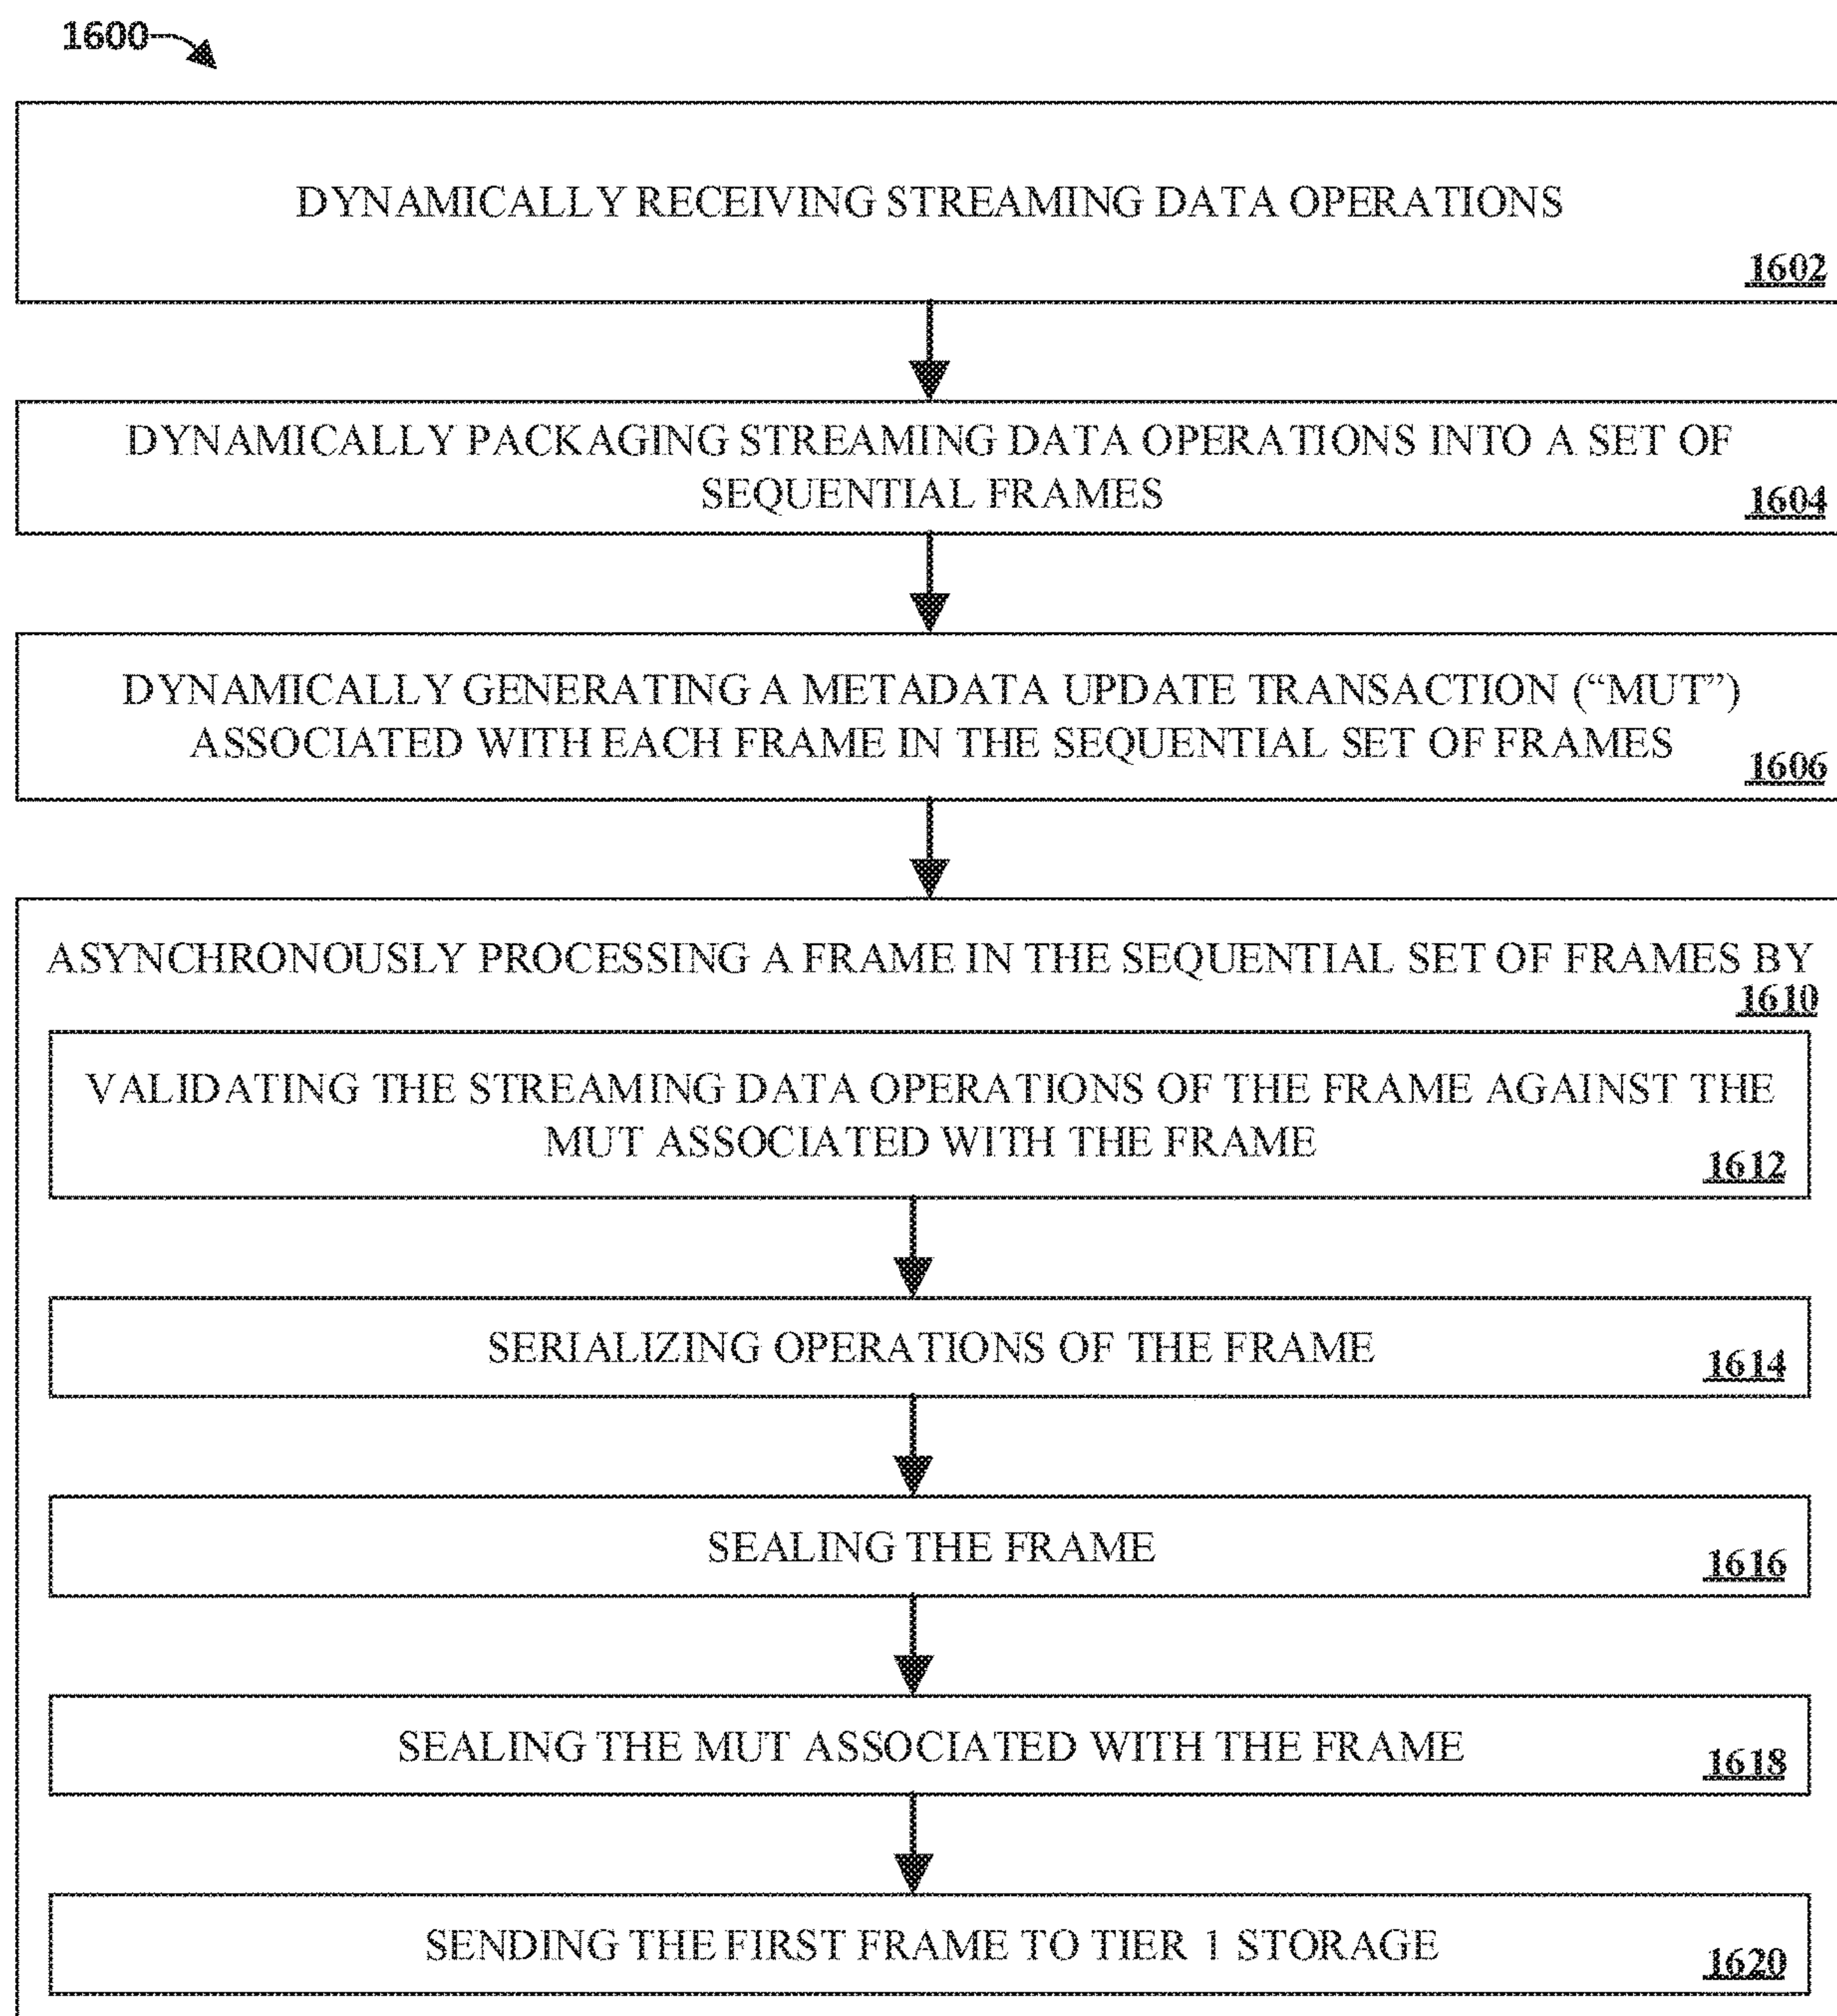 1600
DYNAMICALLY RECEIVING STREAMING DATA OPERATIONS
1602
DYNAMICALLY PACKAGING STREAMING DATA OPERATIONS INTO A SET OF
SEQUENTIAL FRAMES
1604
DYNAMICALLY GENERATING A METADATA UPDATE TRANSACTION (“MUT”)
ASSOCIATED WITH EACH FRAME IN THE SEQUENTIAL SET OF FRAMES
1606
ASYNCHRONOUSLY PROCESSING A FRAME IN THE SEQUENTIAL SET OF FRAMES BY
1610
VALIDATING THE STREAMING DATA OPERATIONS OF THE FRAME AGAINST THE
MUT ASSOCIATED WITH THE FRAME
1612
SERIALIZING OPERATIONS OF THE FRAME
1614
SEALING THE FRAME
1616
SEALING THE MUT ASSOCIATED WITH THE FRAME
1618
SENDING THE FIRST FRAME TO TIER 1 STORAGE
1620